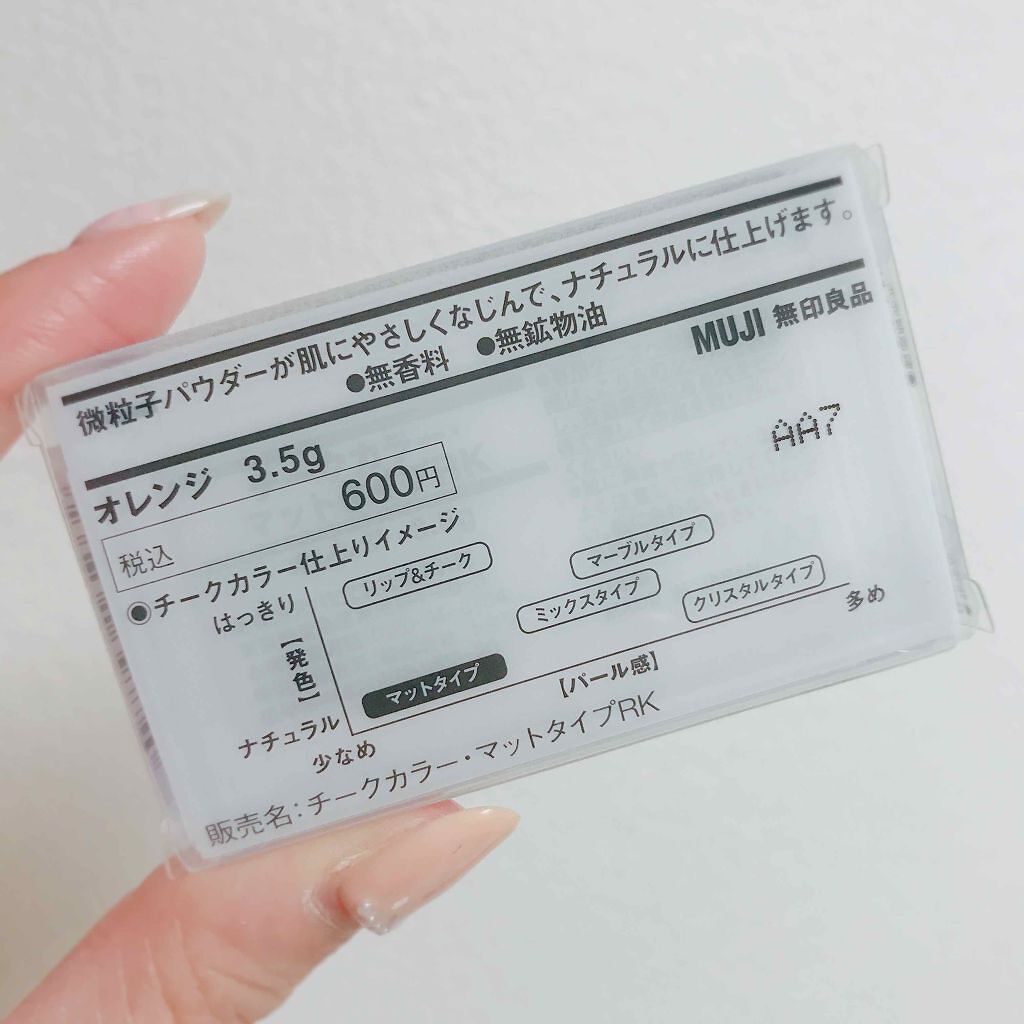 微粒子パウダーが肌にやさしくなじんで、ナチュラルに仕上げます。
●無香料 ●無鉱物油
MUJI 無印良品
オレンジ 3.5g
税込 600円
AA7
●チークカラー仕上りイメージ
はっきり
リップ&チーク
マーブルタイプ
ミックスタイプ
クリスタルタイプ
【発色】
マットタイプ
【パール感】
多め
ナチュラル
少なめ
販売名:チークカラー・マットタイプRK